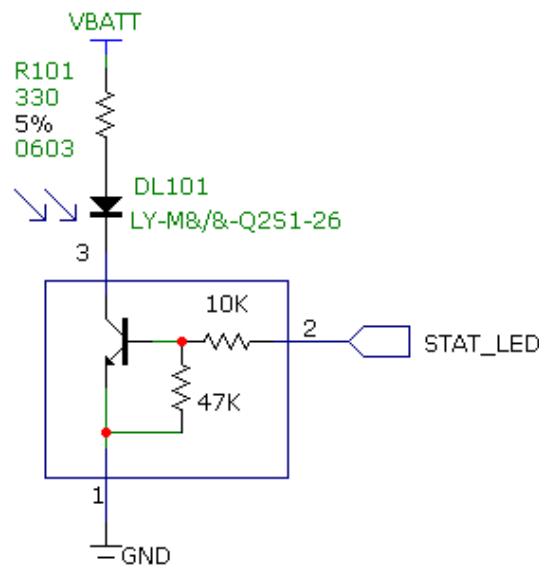 VBATT
R101
330
5%
0603
DL101
LY-M&/&-Q2S1-26
3
10K
2
STAT_LED
47K
1
GND